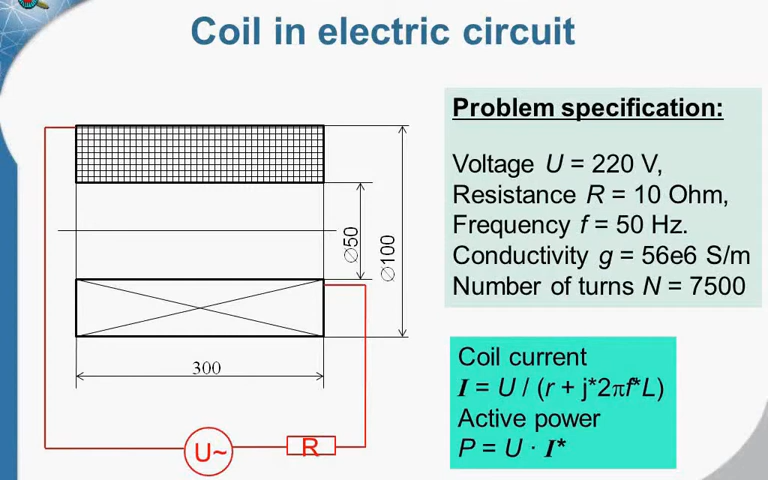 Coil in electric circuit
Problem specification:
Voltage U = 220 V,
Resistance R = 10 Ohm,
Frequency f = 50 Hz.
Conductivity g = 56e6 S/m
Number of turns N = 7500
∅50
∅100
300
Coil current
I = U / (r + j*2πf*L)
Active power
P = U · I*
U~
R